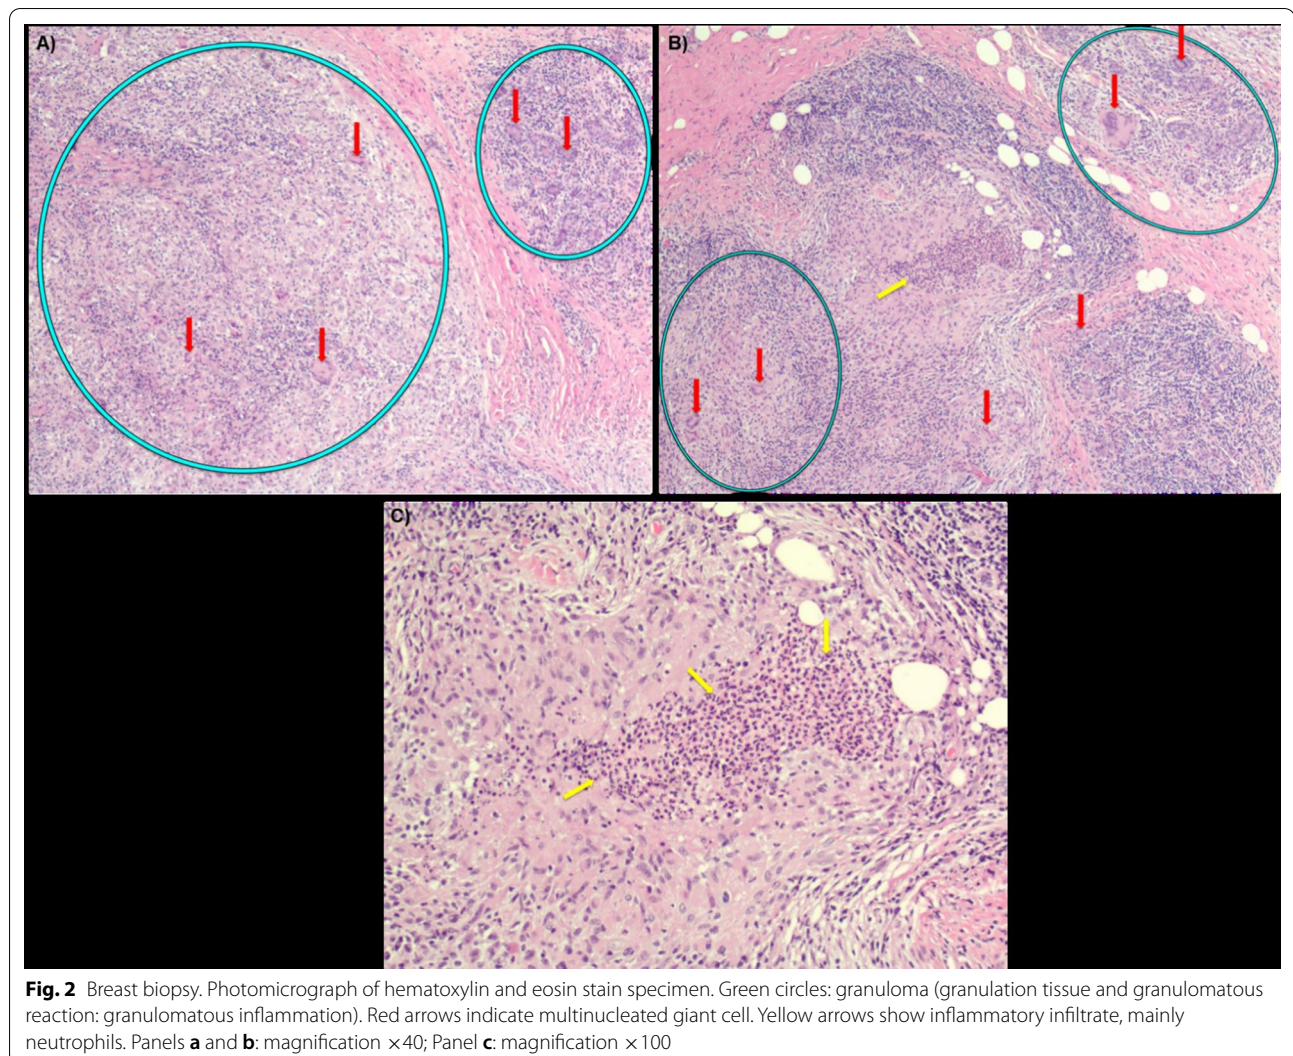 A)
B)
C)
Fig. 2 Breast biopsy. Photomicrograph of hematoxylin and eosin stain specimen. Green circles: granuloma (granulation tissue and granulomatous
reaction: granulomatous inflammation). Red arrows indicate multinucleated giant cell. Yellow arrows show inflammatory infiltrate, mainly
neutrophils. Panels a and b: magnification ×40; Panel c: magnification ×100